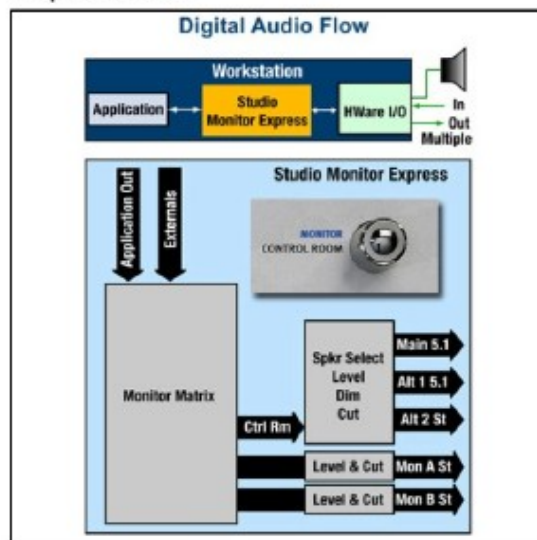 Digital Audio Flow
Workstation
Application
Studio
Monitor Express
HWare I/O
In
Out
Multiple
Studio Monitor Express
Application Out
Externals
MONITOR
CONTROL ROOM
Monitor Matrix
Spkr Select
Level
Dim
Cut
Main 5.1
Alt 1 5.1
Alt 2 St
Ctrl Rm
Level & Cut
Mon A St
Level & Cut
Mon B St